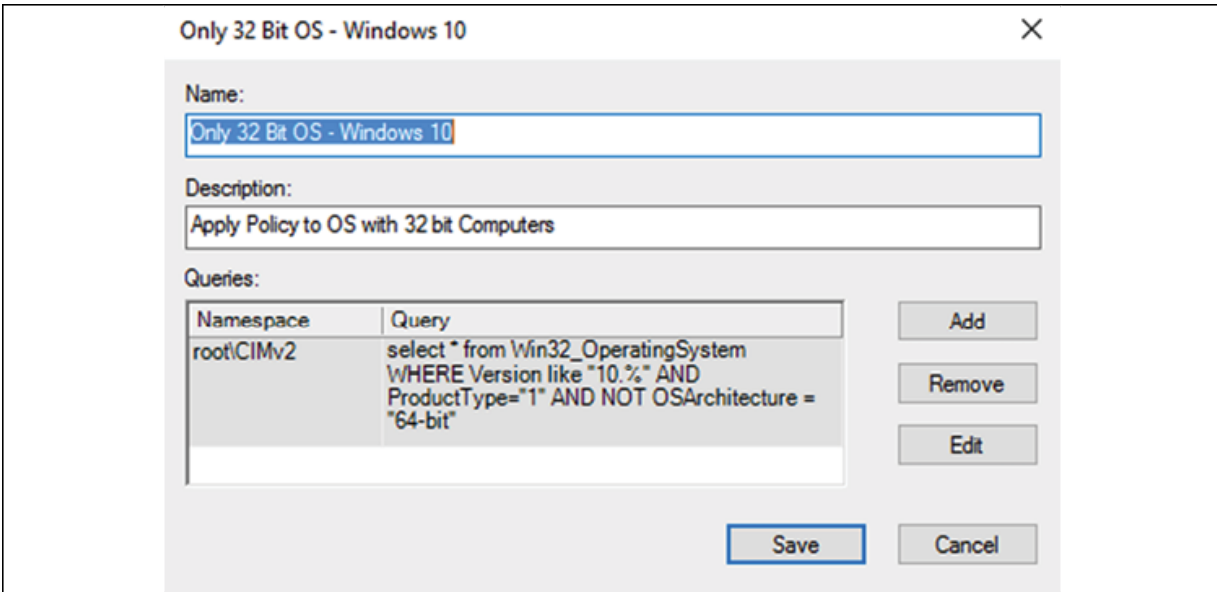 Only 32 Bit OS - Windows 10
Name:
Only 32 Bit OS - Windows 10
Description:
Apply Policy to OS with 32 bit Computers
Queries:
Namespace Query
root\CIMv2 select * from Win32_OperatingSystem
WHERE Version like "10.%" AND
ProductType="1" AND NOT OSArchitecture =
"64-bit"
Add
Remove
Edit
Save Cancel